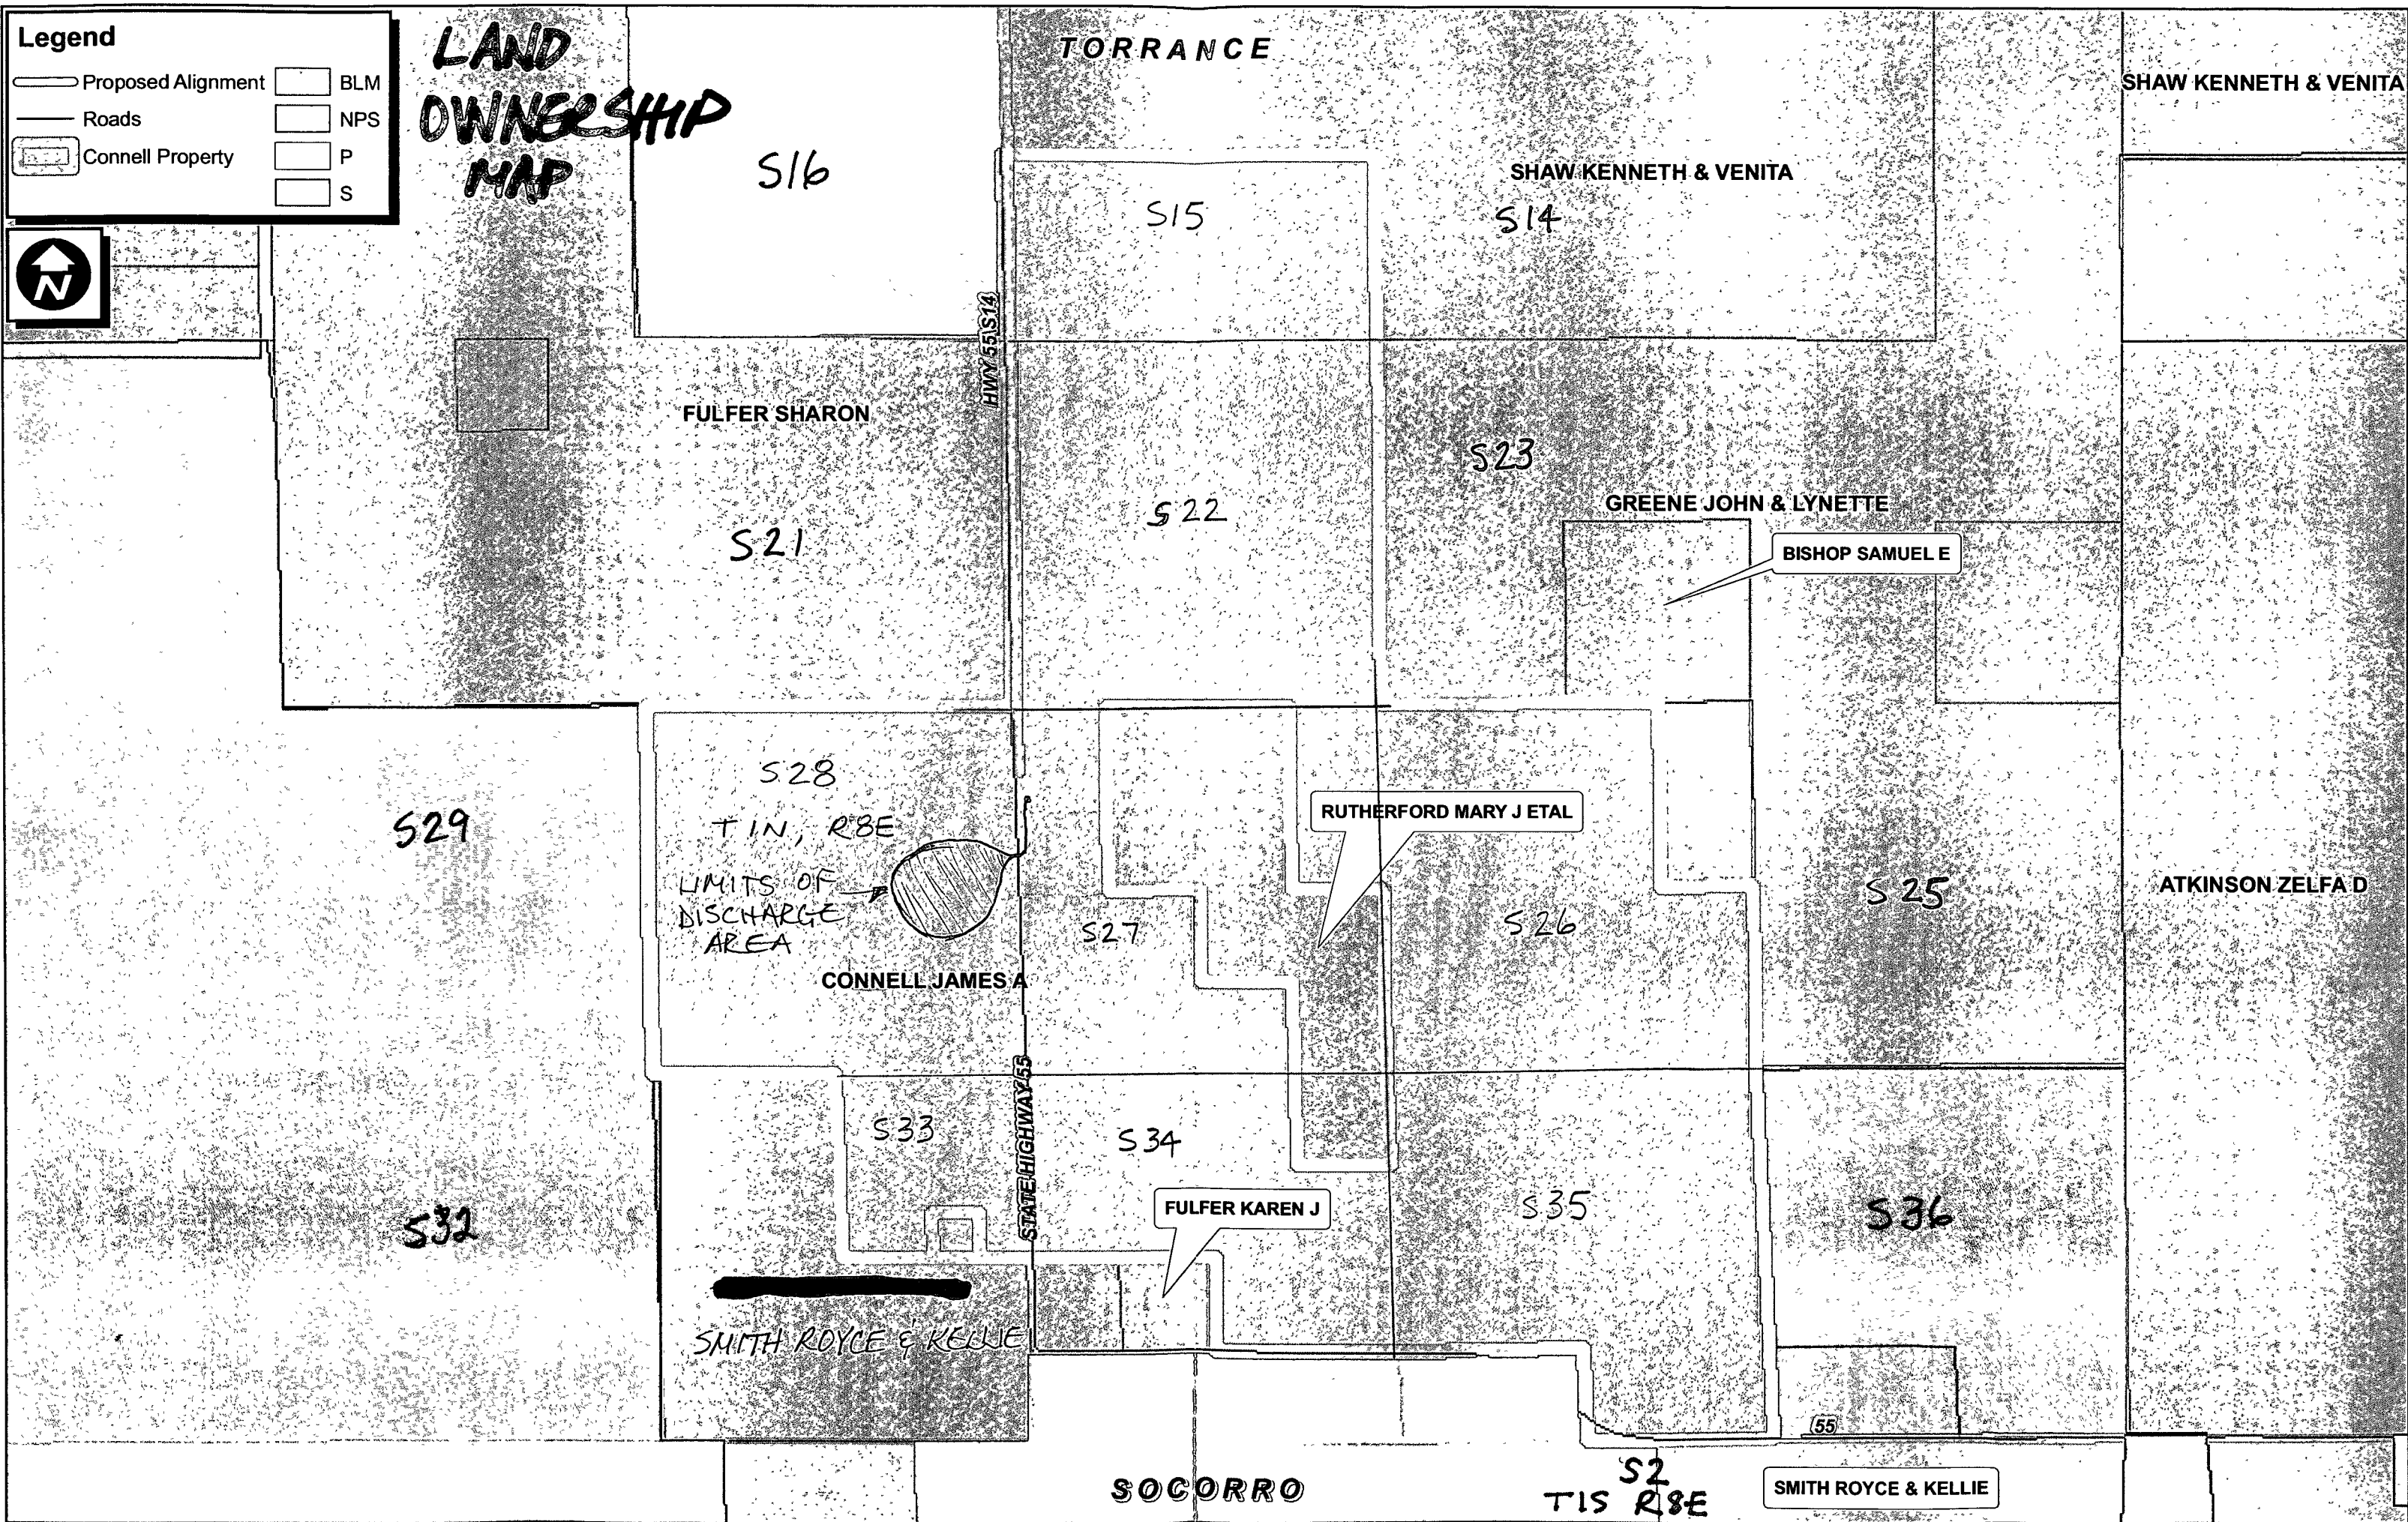 Legend
Proposed Alignment
BLM
Roads
NPS
Connell Property
P
S
LAND
OWNERSHIP
MAP
N
TORRANCE
SHAW KENNETH & VENITA
S16
S15
SHAW KENNETH & VENITA
S14
HWY 55\S14
FULFER SHARON
S21
S22
S23
GREENE JOHN & LYNETTE
BISHOP SAMUEL E
S28
T1N, R8E
LIMITS OF
DISCHARGE
AREA
S29
RUTHERFORD MARY J ETAL
S27
S26
S25
ATKINSON ZELFA D
CONNELL JAMES A
STATE HIGHWAY 55
S33
S34
FULFER KAREN J
S35
S36
S32
SMITH ROYCE & KELLIE
55
SOCORRO
S2
T1S R8E
SMITH ROYCE & KELLIE